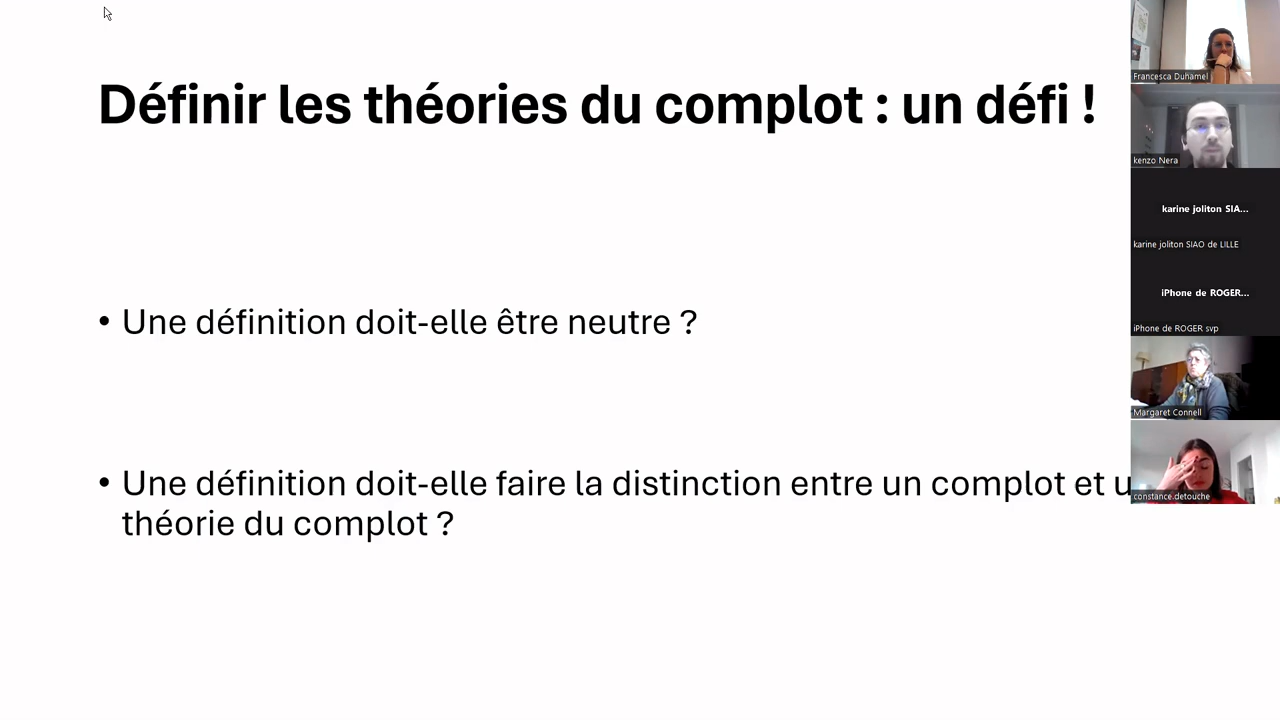 Définir les théories du complot : un défi !
• Une définition doit-elle être neutre ?
• Une définition doit-elle faire la distinction entre un complot et u
théorie du complot ?
Francesca Duhamel
kenzo Nera
karine joliton SIA...
karine joliton SIAO de LILLE
iPhone de ROGER...
iPhone de ROGER svp
Margaret Connell
constance.detouche